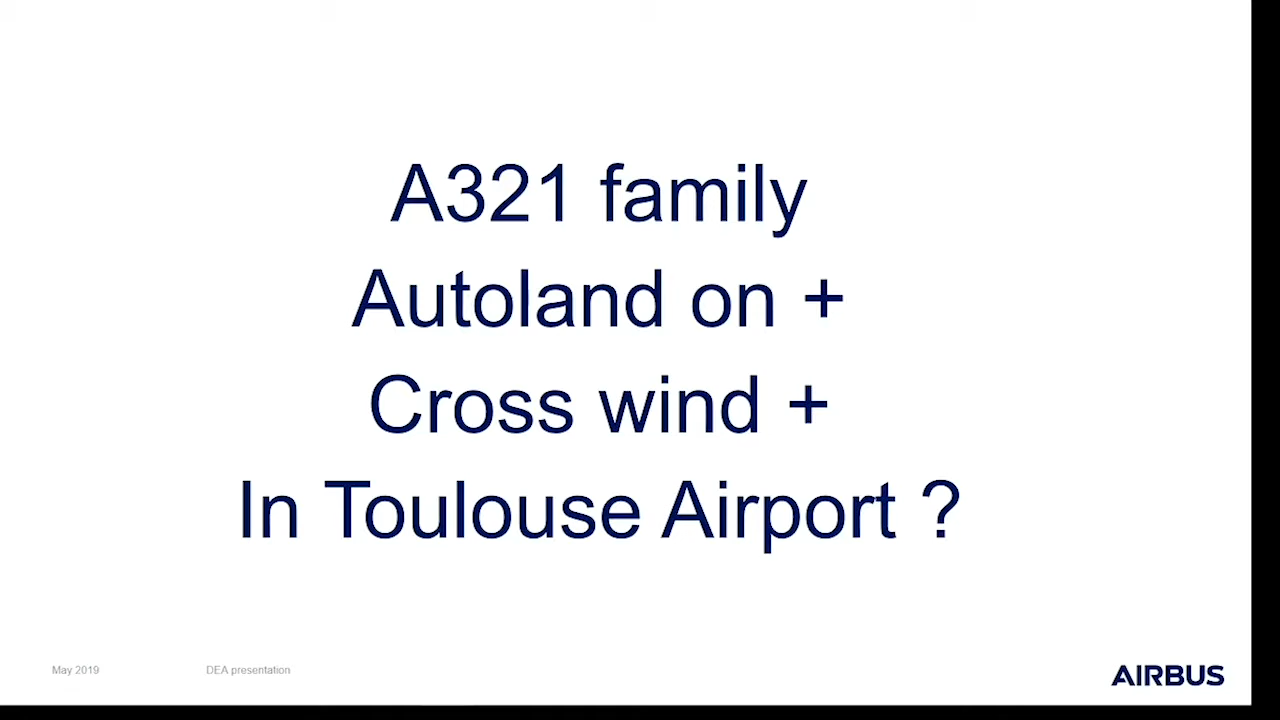 A321 family
Autoland on +
Cross wind +
In Toulouse Airport ?
May 2019
DEA presentation
AIRBUS